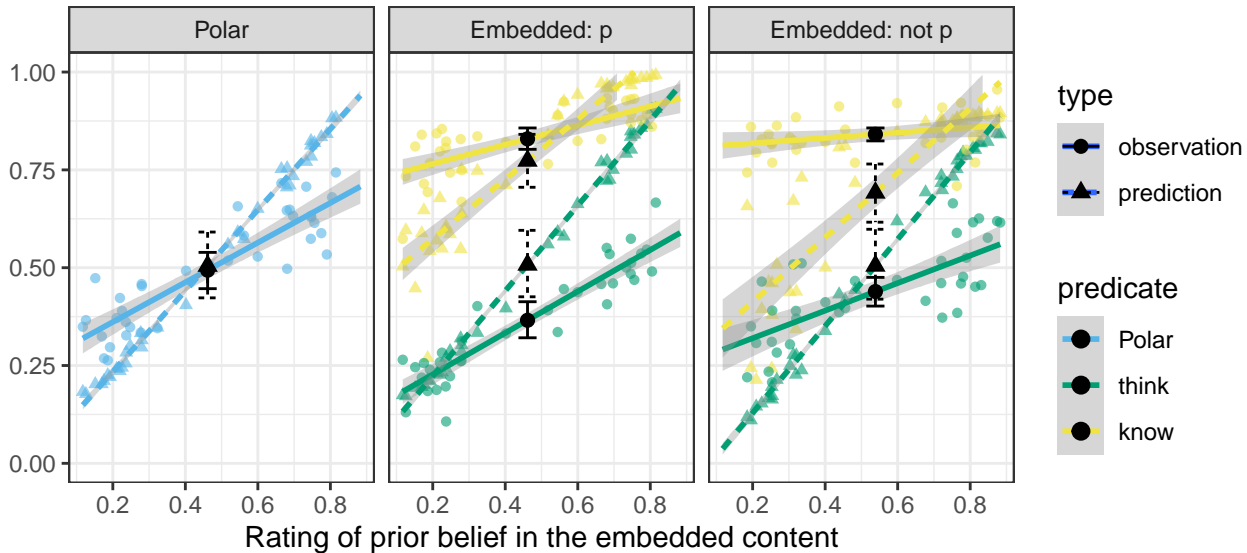 Polar
Embedded: p
Embedded: not p
1.00
0.75
0.50
0.25
0.00
0.2 0.4 0.6 0.8
0.2 0.4 0.6 0.8
0.2 0.4 0.6 0.8
Rating of prior belief in the embedded content
type
observation
prediction
predicate
Polar
think
know